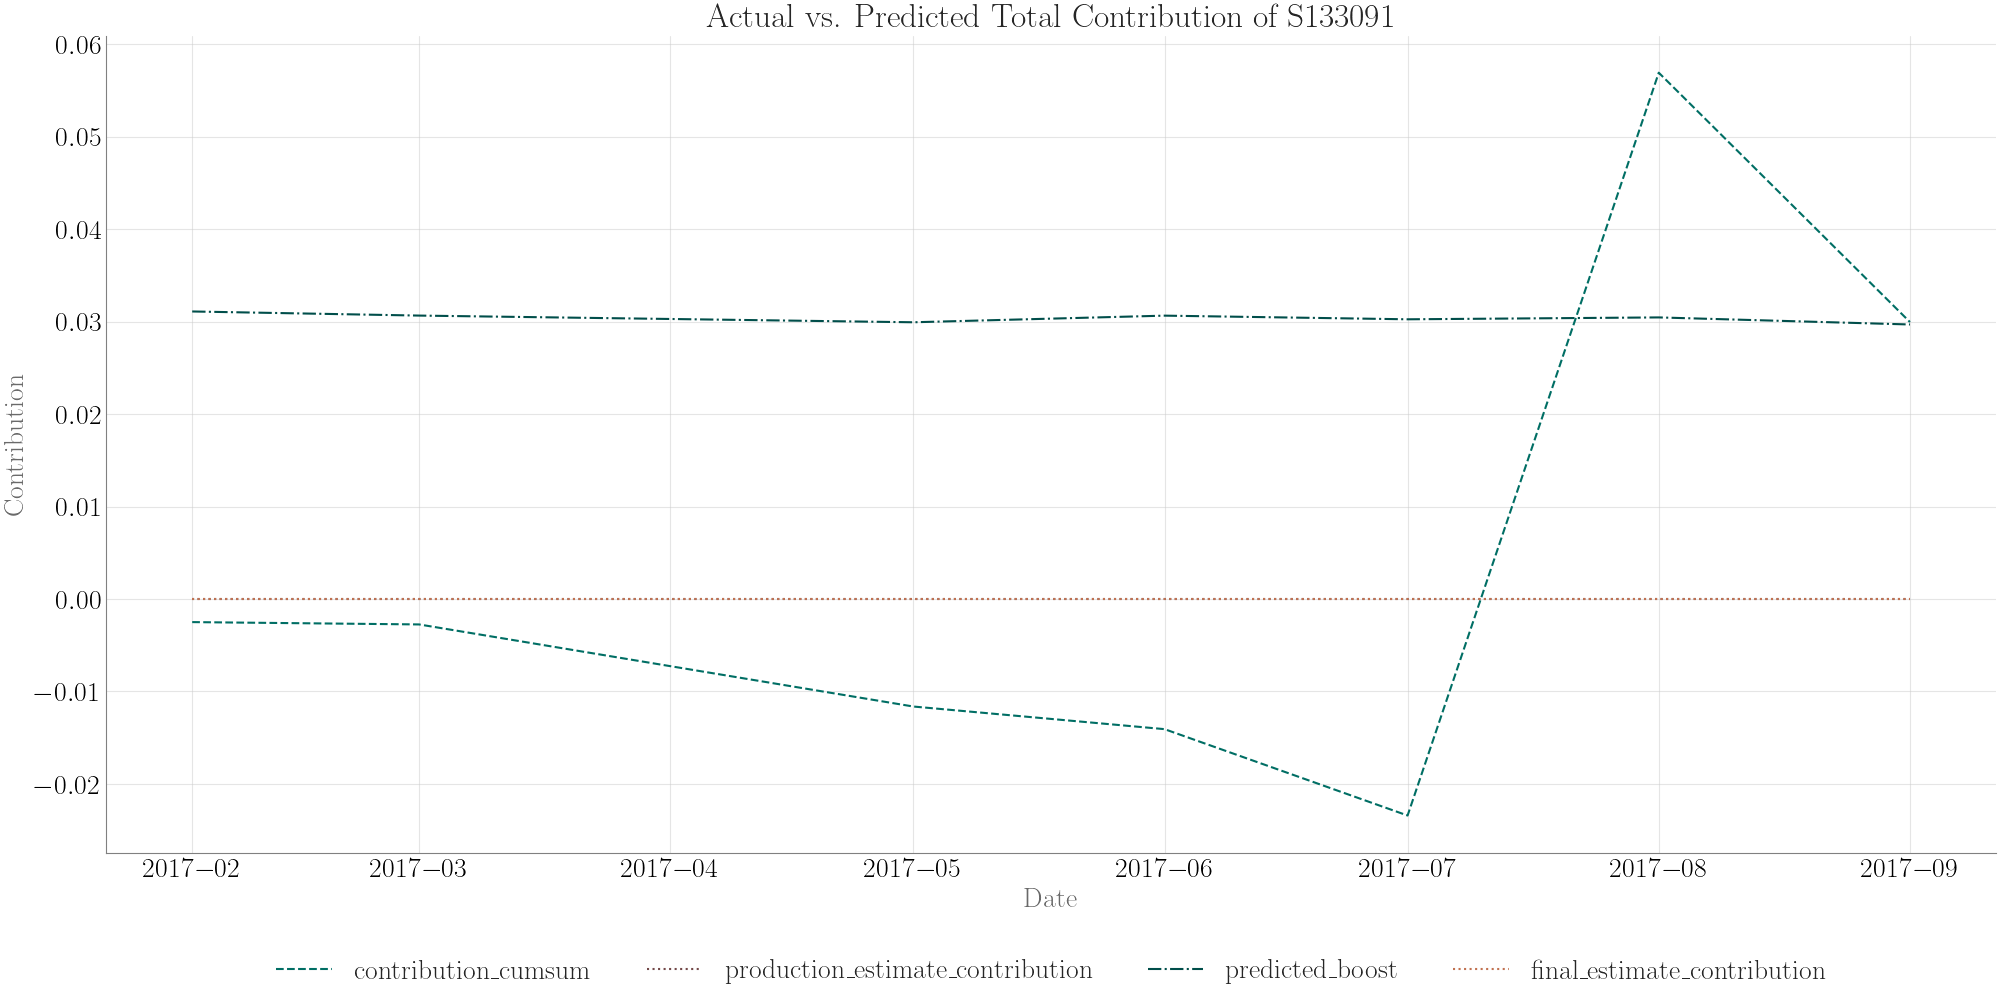 Actual vs. Predicted Total Contribution of S133091
0.06
0.05
0.04
0.03
0.02
0.01
0.00
−0.01
−0.02
Contribution
2017−02 2017−03 2017−04 2017−05 2017−06 2017−07 2017−08 2017−09
Date
contribution_cumsum production_estimate_contribution predicted_boost final_estimate_contribution